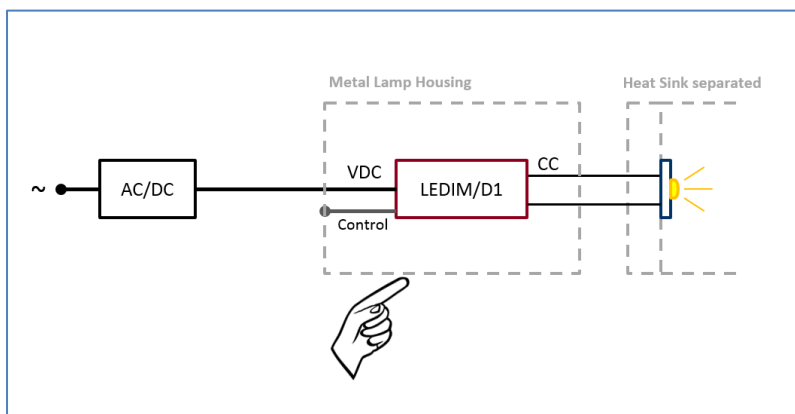 Metal Lamp Housing
Heat Sink separated
~
AC/DC
VDC
LEDIM/D1
CC
Control